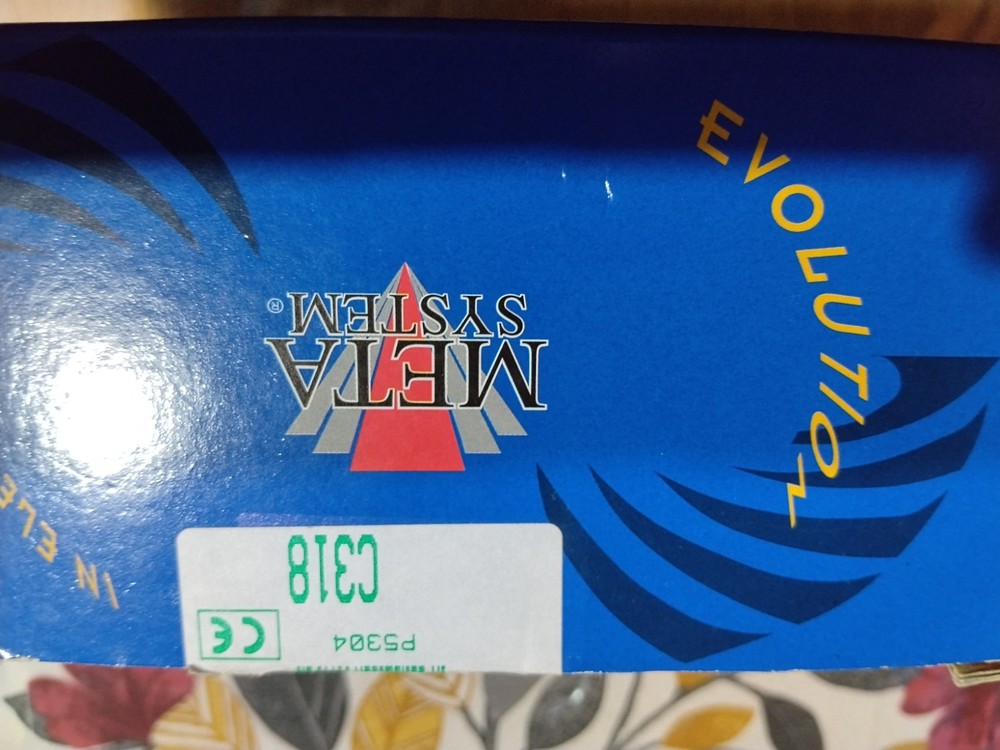 EVOLUTION
META
SYSTEM®
IN ELE
C318
P5304
CE